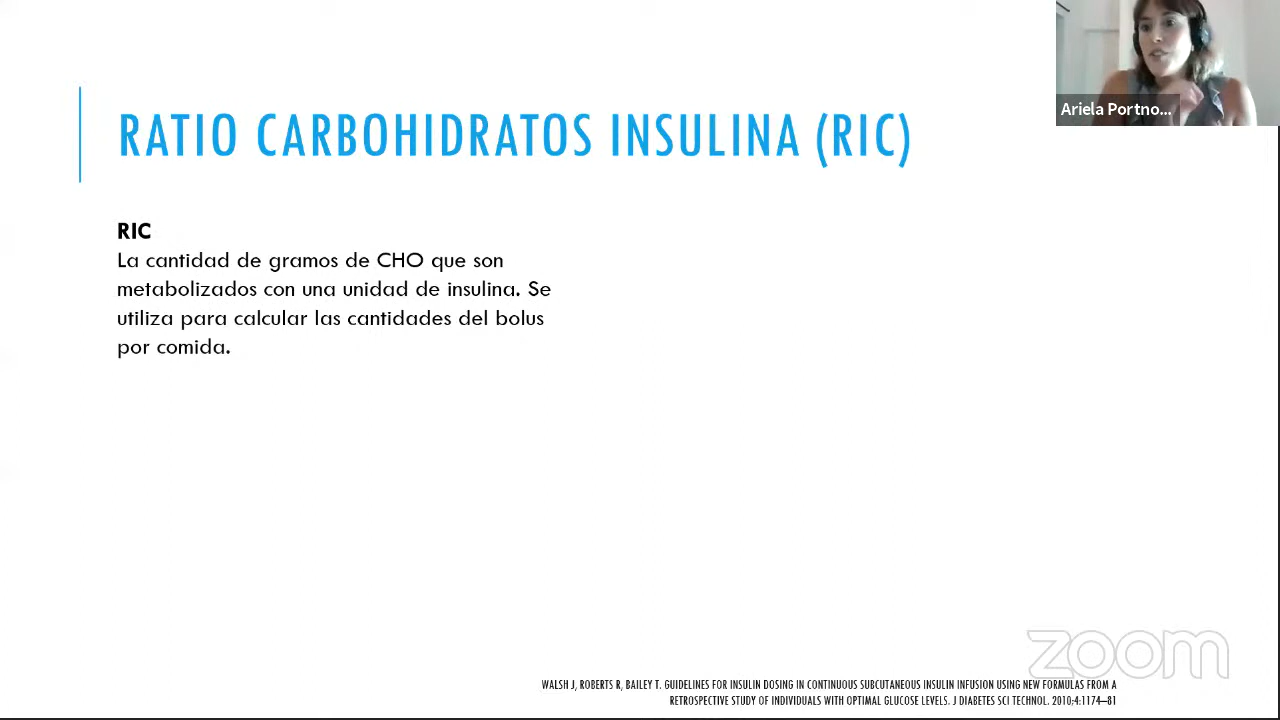 Ariela Portno...
RATIO CARBOHIDRATOS INSULINA (RIC)
RIC
La cantidad de gramos de CHO que son
metabolizados con una unidad de insulina. Se
utiliza para calcular las cantidades del bolus
por comida.
zoom
WALSH J, ROBERTS R, BAILEY T. GUIDELINES FOR INSULIN DOSING IN CONTINUOUS SUBCUTANEOUS INSULIN INFUSION USING NEW FORMULAS FROM A
RETROSPECTIVE STUDY OF INDIVIDUALS WITH OPTIMAL GLUCOSE LEVELS. J DIABETES SCI TECHNOL. 2010;4:1174–81